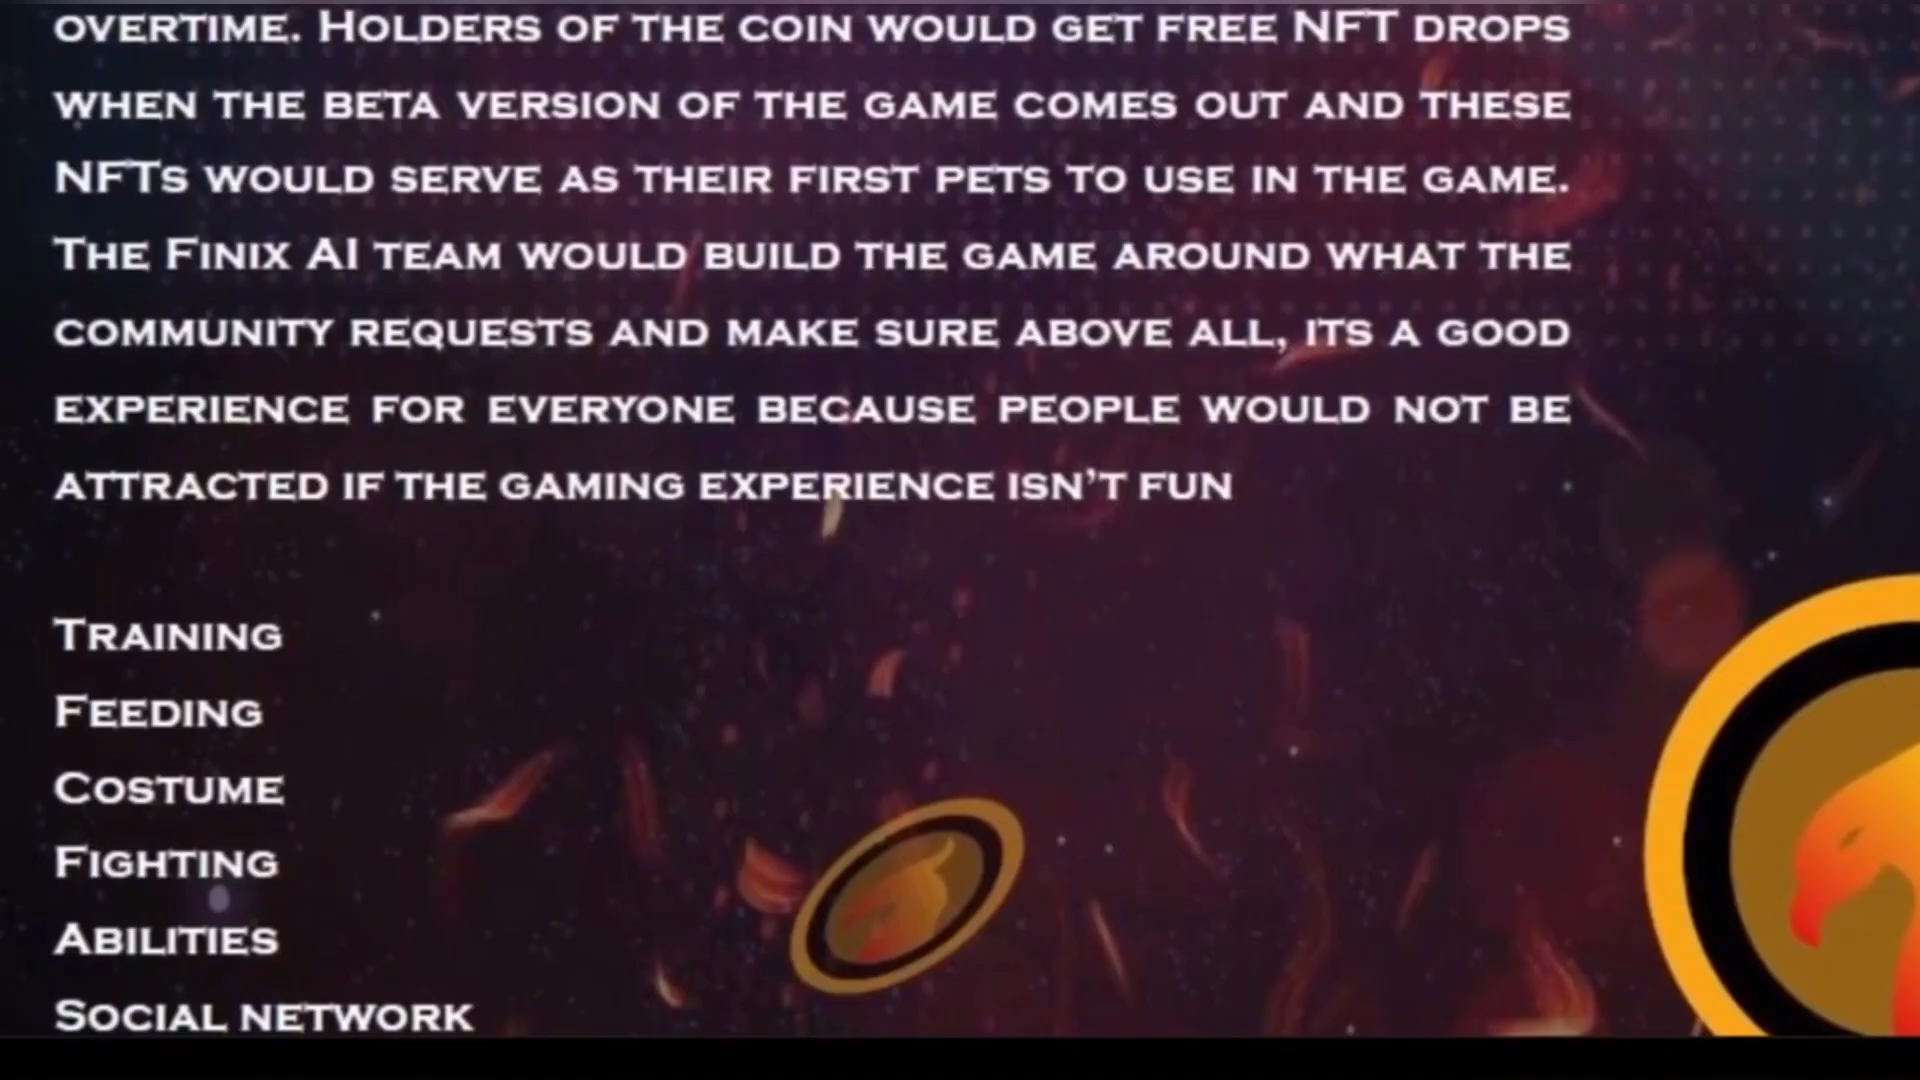 OVERTIME. HOLDERS OF THE COIN WOULD GET FREE NFT DROPS
WHEN THE BETA VERSION OF THE GAME COMES OUT AND THESE
NFTS WOULD SERVE AS THEIR FIRST PETS TO USE IN THE GAME.
THE FINIX AI TEAM WOULD BUILD THE GAME AROUND WHAT THE
COMMUNITY REQUESTS AND MAKE SURE ABOVE ALL, ITS A GOOD
EXPERIENCE FOR EVERYONE BECAUSE PEOPLE WOULD NOT BE
ATTRACTED IF THE GAMING EXPERIENCE ISN’T FUN
TRAINING
FEEDING
COSTUME
FIGHTING
ABILITIES
SOCIAL NETWORK